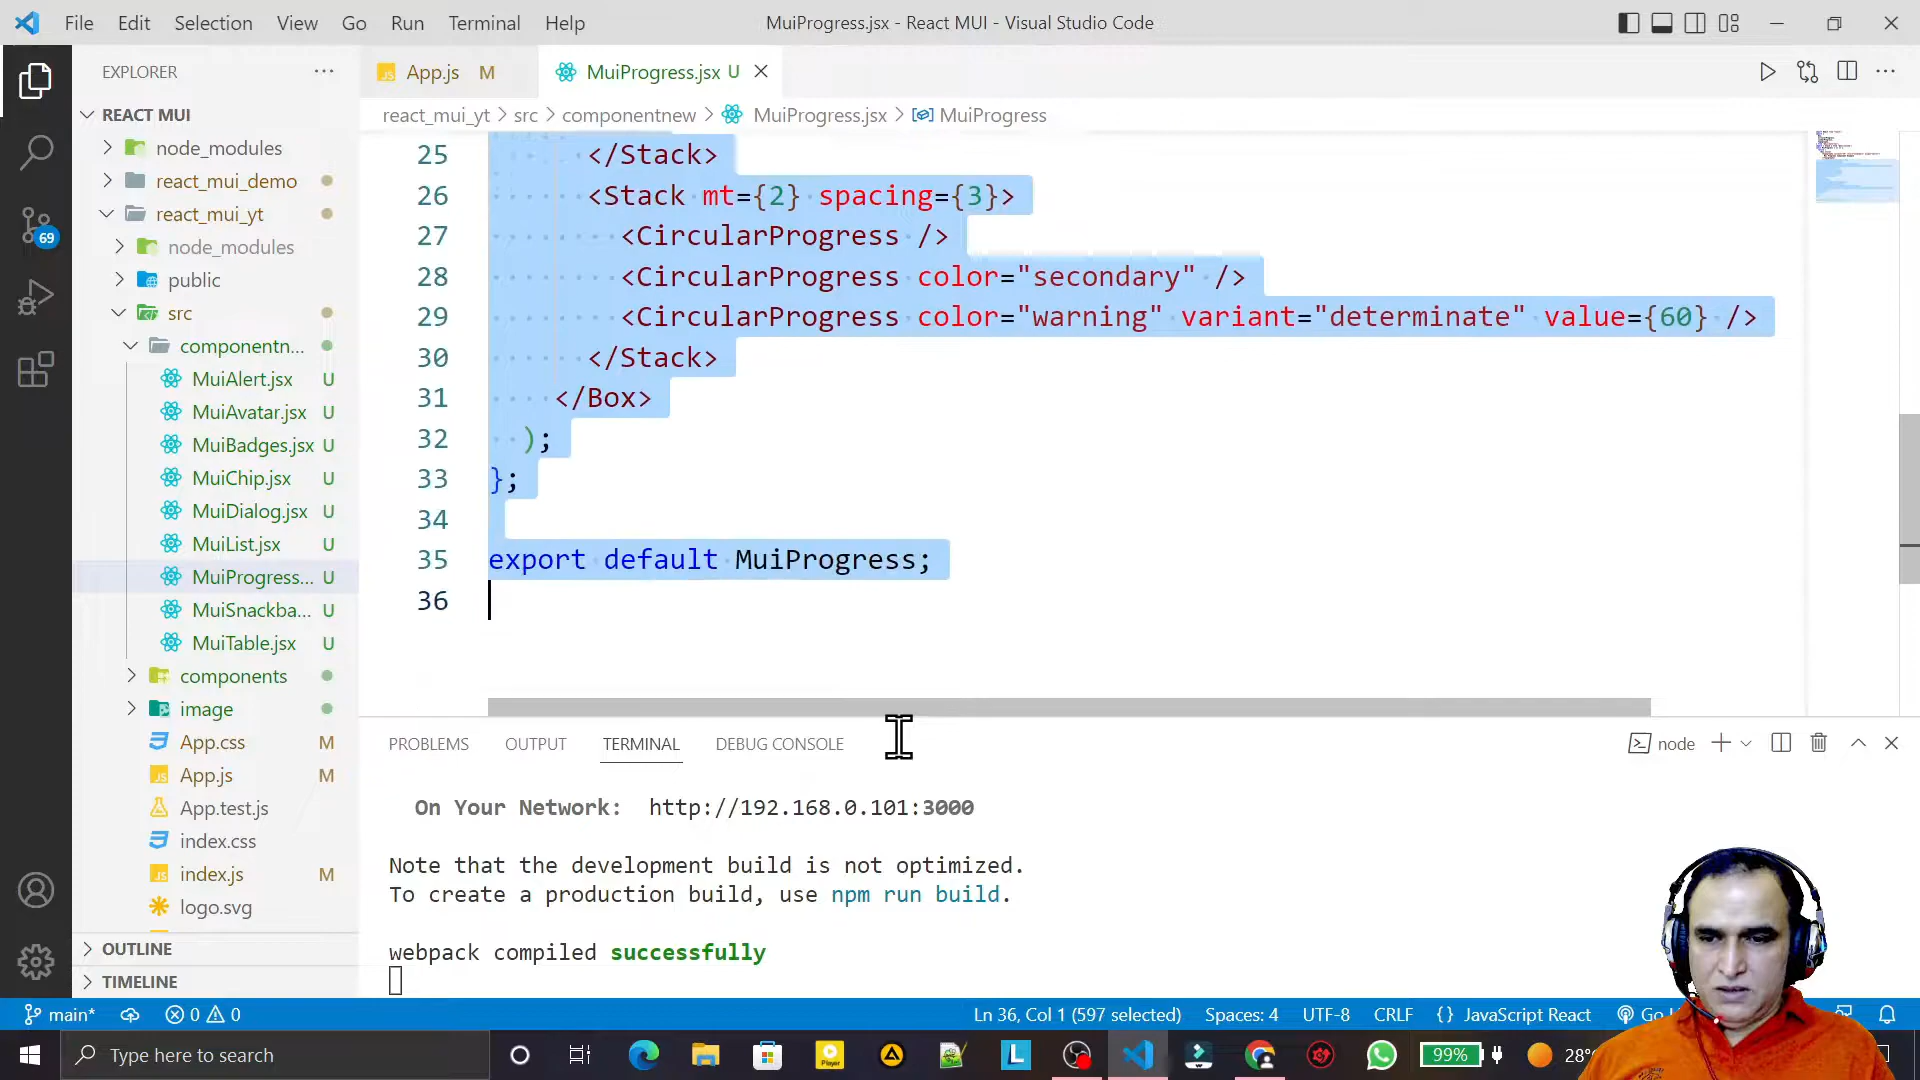 File Edit Selection View Go Run Terminal Help MuiProgress.jsx - React MUI - Visual Studio Code
EXPLORER
App.js M
MuiProgress.jsx U
REACT MUI
react_mui_yt > src > componentnew > MuiProgress.jsx > MuiProgress
node_modules
react_mui_demo
react_mui_yt
node_modules
public
src
componentn...
MuiAlert.jsx U
MuiAvatar.jsx U
MuiBadges.jsx U
MuiChip.jsx U
MuiDialog.jsx U
MuiList.jsx U
MuiProgress... U
MuiSnackba... U
MuiTable.jsx U
components
image
App.css M
App.js M
App.test.js
index.css
index.js M
logo.svg
OUTLINE
TIMELINE
69
25 </Stack>
26 <Stack mt={2} spacing={3}>
27 <CircularProgress />
28 <CircularProgress color="secondary" />
29 <CircularProgress color="warning" variant="determinate" value={60} />
30 </Stack>
31 </Box>
32 );
33 };
34
35 export default MuiProgress;
36
PROBLEMS OUTPUT TERMINAL DEBUG CONSOLE node
On Your Network: http://192.168.0.101:3000
Note that the development build is not optimized.
To create a production build, use npm run build.
webpack compiled successfully
main* 0 0 Ln 36, Col 1 (597 selected) Spaces: 4 UTF-8 CRLF {} JavaScript React Go
Type here to search
Player
L
99%
28°